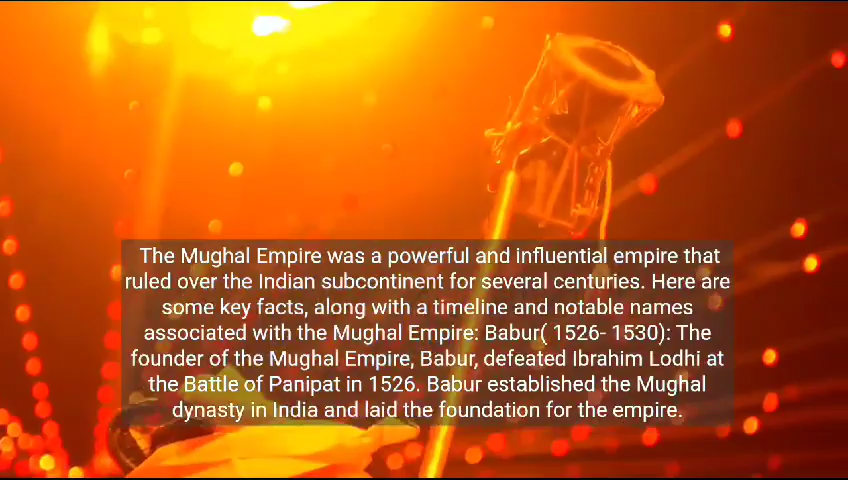 The Mughal Empire was a powerful and influential empire that
ruled over the Indian subcontinent for several centuries. Here are
some key facts, along with a timeline and notable names
associated with the Mughal Empire: Babur( 1526- 1530): The
founder of the Mughal Empire, Babur, defeated Ibrahim Lodhi at
the Battle of Panipat in 1526. Babur established the Mughal
dynasty in India and laid the foundation for the empire.